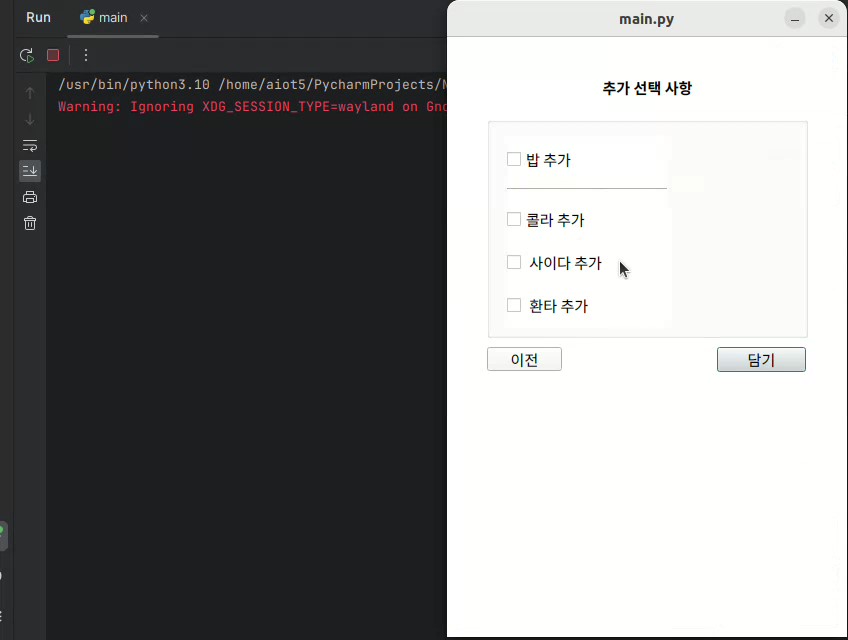 Run
main
/usr/bin/python3.10 /home/aiot5/PycharmProjects/
Warning: Ignoring XDG_SESSION_TYPE=wayland on
main.py
추가 선택 사항
밥 추가
콜라 추가
사이다 추가
환타 추가
이전
담기